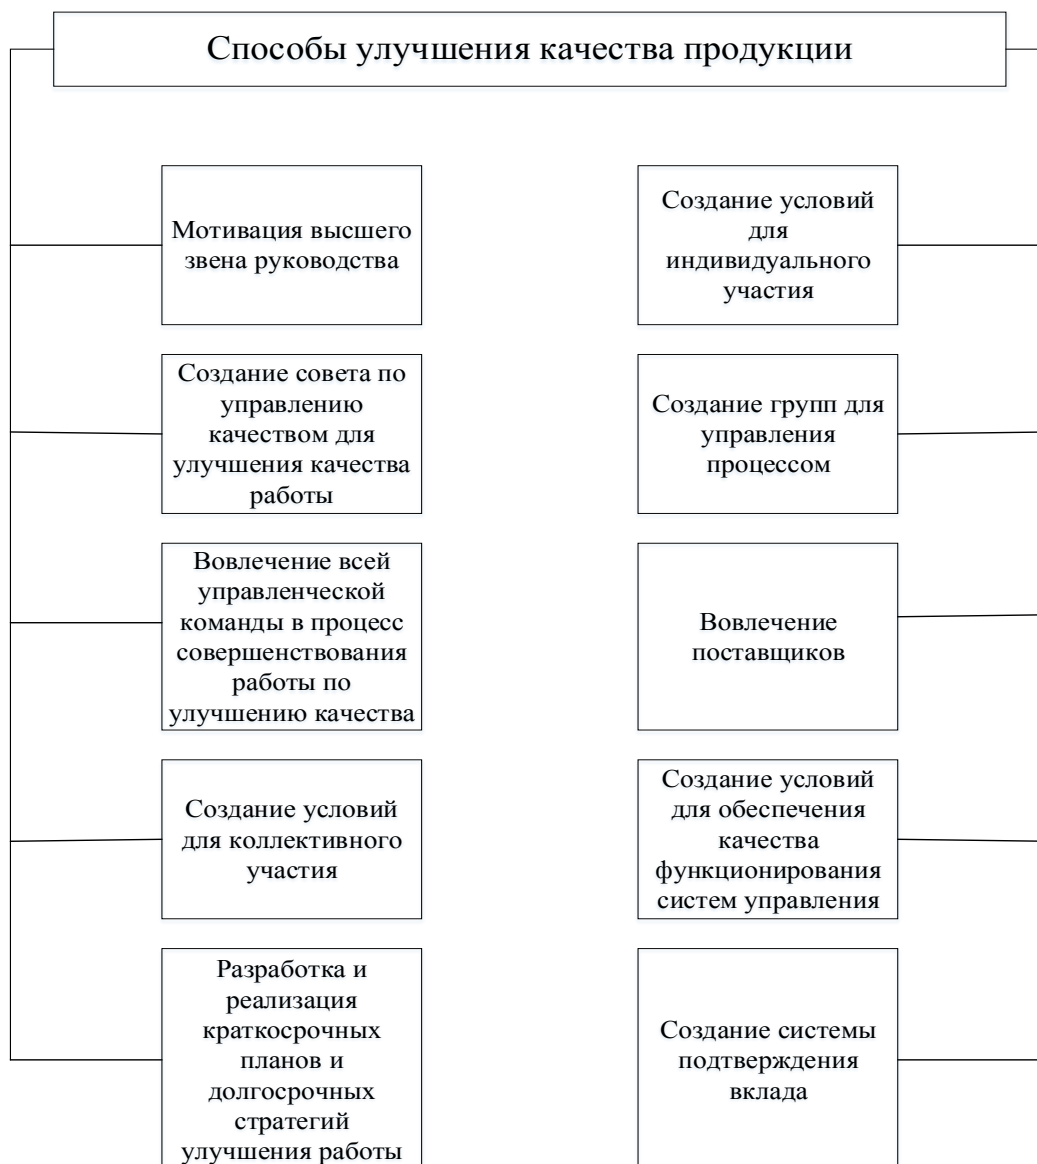 Способы улучшения качества продукции
Мотивация высшего
звена руководства
Создание условий
для
индивидуального
участия
Создание совета по
управлению
качеством для
улучшения качества
работы
Создание групп для
управления
процессом
Вовлечение всей
управленческой
команды в процесс
совершенствования
работы по
улучшению качества
Вовлечение
поставщиков
Создание условий
для коллективного
участия
Создание условий
для обеспечения
качества
функционирования
систем управления
Разработка и
реализация
краткосрочных
планов и
долгосрочных
стратегий
улучшения работы
Создание системы
подтверждения
вклада